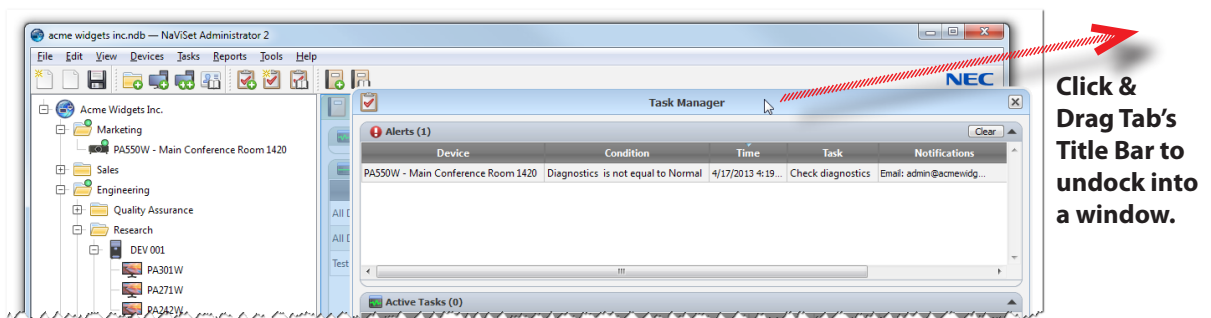 acme widgets inc.ndb — NaViSet Administrator 2
File Edit View Devices Tasks Reports Tools Help
NEC
Acme Widgets Inc.
Marketing
PA550W - Main Conference Room 1420
Sales
Engineering
Quality Assurance
Research
DEV 001
PA301W
PA271W
PA242W
All D
All D
Test
Task Manager
Alerts (1)
Clear
Device Condition Time Task Notifications
PA550W - Main Conference Room 1420 Diagnostics is not equal to Normal 4/17/2013 4:19... Check diagnostics Email: admin@acmewidg...
Active Tasks (0)
Click &
Drag Tab’s
Title Bar to
undock into
a window.